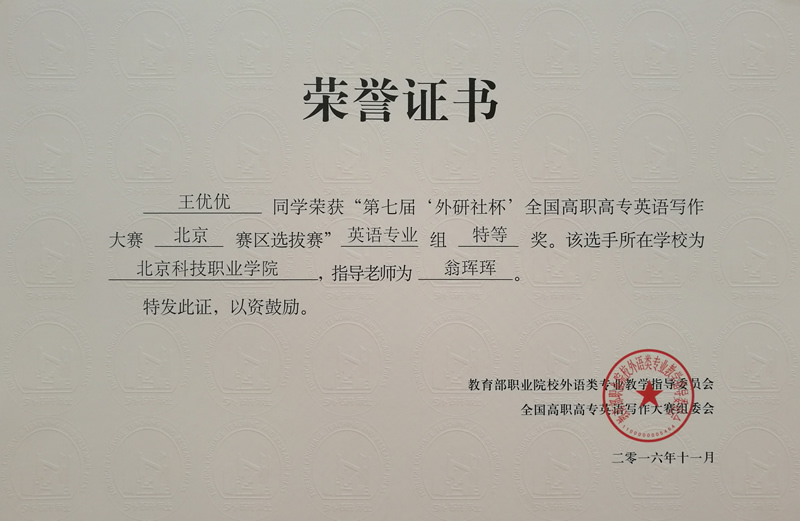 荣誉证书
王优优 同学荣获“第七届‘外研社杯’全国高职高专英语写作
大赛 北京 赛区选拔赛” 英语专业 组 特等 奖。该选手所在学校为
北京科技职业学院，指导老师为 翁珲珲。
特发此证，以资鼓励。
教育部职业院校外语类专业教学指导委员会
全国高职高专英语写作大赛组委会
二零一六年十一月